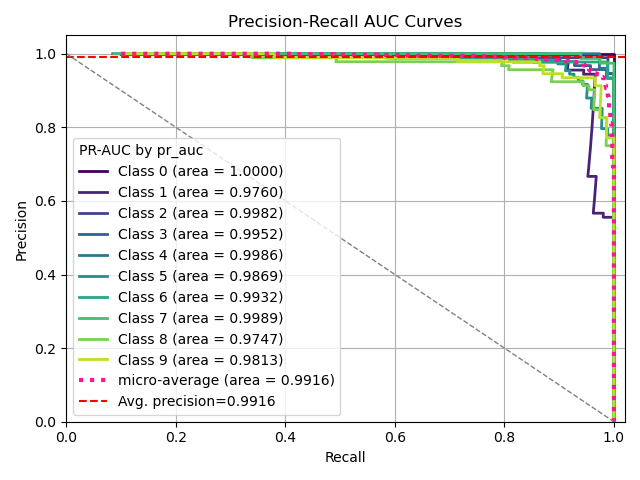 Precision-Recall AUC Curves
Precision
1.0
0.8
0.6
0.4
0.2
0.0
PR-AUC by pr_auc
Class 0 (area = 1.0000)
Class 1 (area = 0.9760)
Class 2 (area = 0.9982)
Class 3 (area = 0.9952)
Class 4 (area = 0.9986)
Class 5 (area = 0.9869)
Class 6 (area = 0.9932)
Class 7 (area = 0.9989)
Class 8 (area = 0.9747)
Class 9 (area = 0.9813)
micro-average (area = 0.9916)
Avg. precision=0.9916
0.0 0.2 0.4 0.6 0.8 1.0
Recall